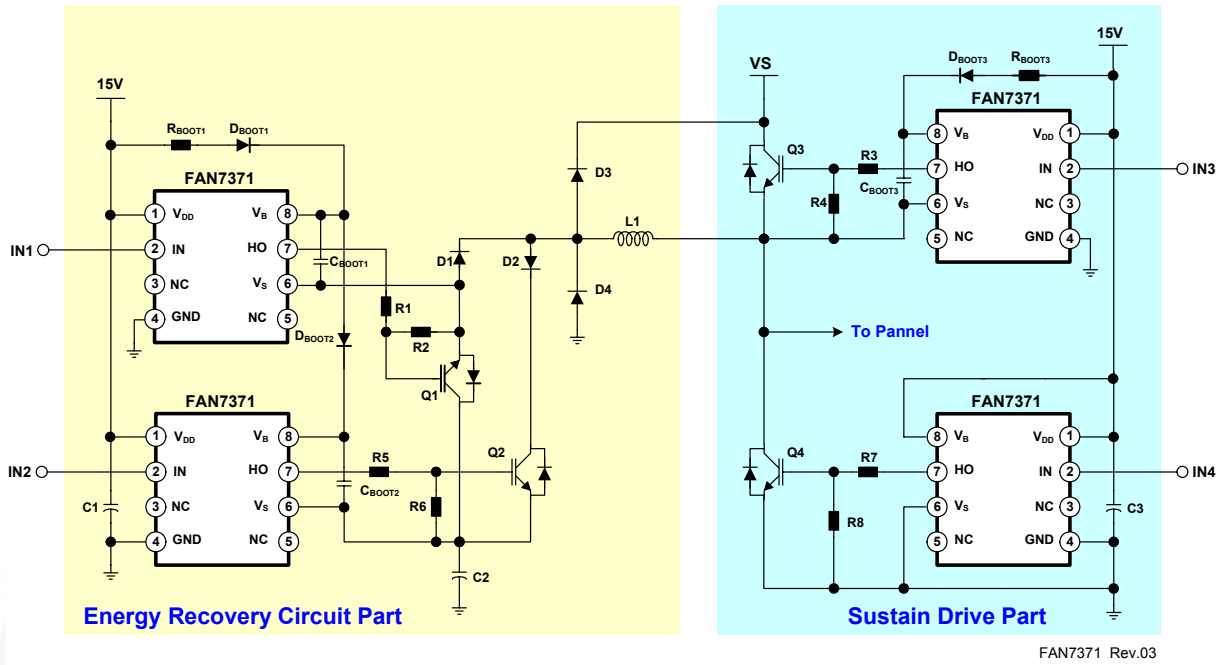 15V
VS
15V
DBOOT3
RBOOT3
RBOOT1
DBOOT1
FAN7371
1
VDD
VB
8
IN1
2
IN
HO
7
3
NC
VS
6
4
GND
NC
5
CBOOT1
R1
R2
Q1
D1
D2
D3
D4
L1
DBOOT2
FAN7371
1
VDD
VB
8
IN2
2
IN
HO
7
3
NC
VS
6
4
GND
NC
5
CBOOT2
C1
R5
R6
Q2
C2
Energy Recovery Circuit Part
FAN7371
8
VB
VDD
1
7
HO
IN
2
IN3
6
VS
NC
3
5
NC
GND
4
Q3
R3
R4
CBOOT3
To Pannel
FAN7371
8
VB
VDD
1
7
HO
IN
2
IN4
6
VS
NC
3
5
NC
GND
4
Q4
R7
R8
C3
Sustain Drive Part
FAN7371 Rev.03